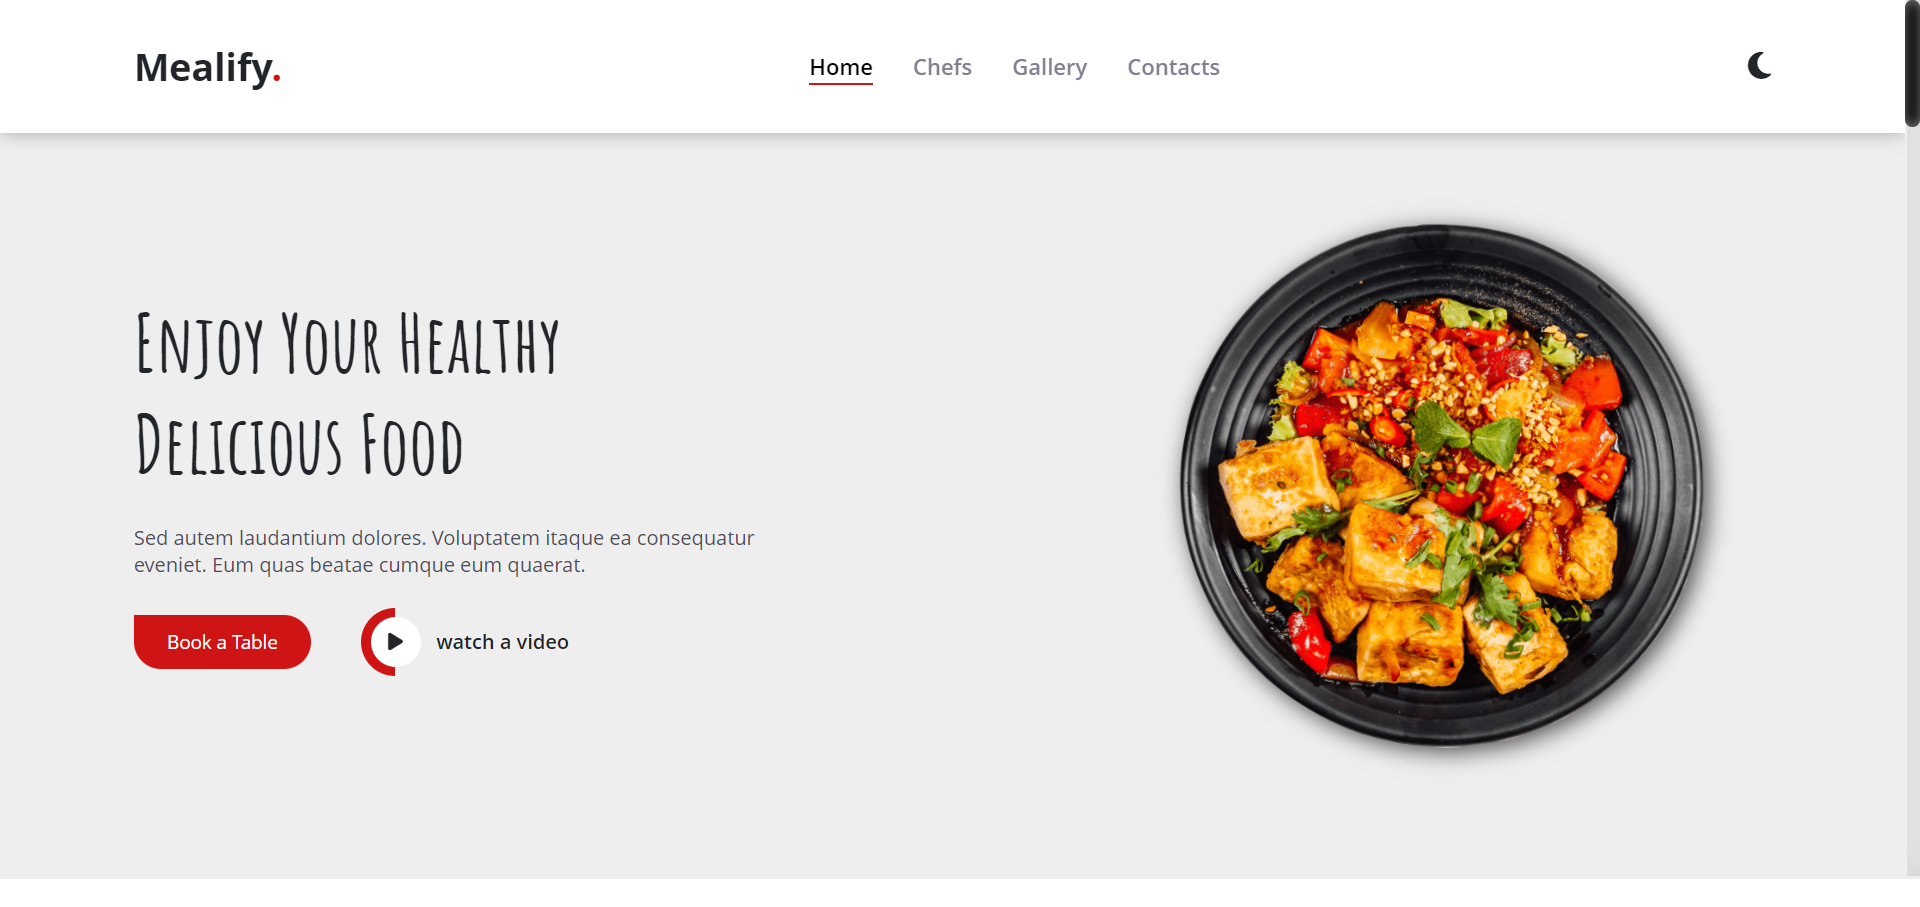 Mealify.
Home Chefs Gallery Contacts
Enjoy Your Healthy
Delicious Food
Sed autem laudantium dolores. Voluptatem itaque ea consequatur
eveniet. Eum quas beatae cumque eum quaerat.
Book a Table
watch a video